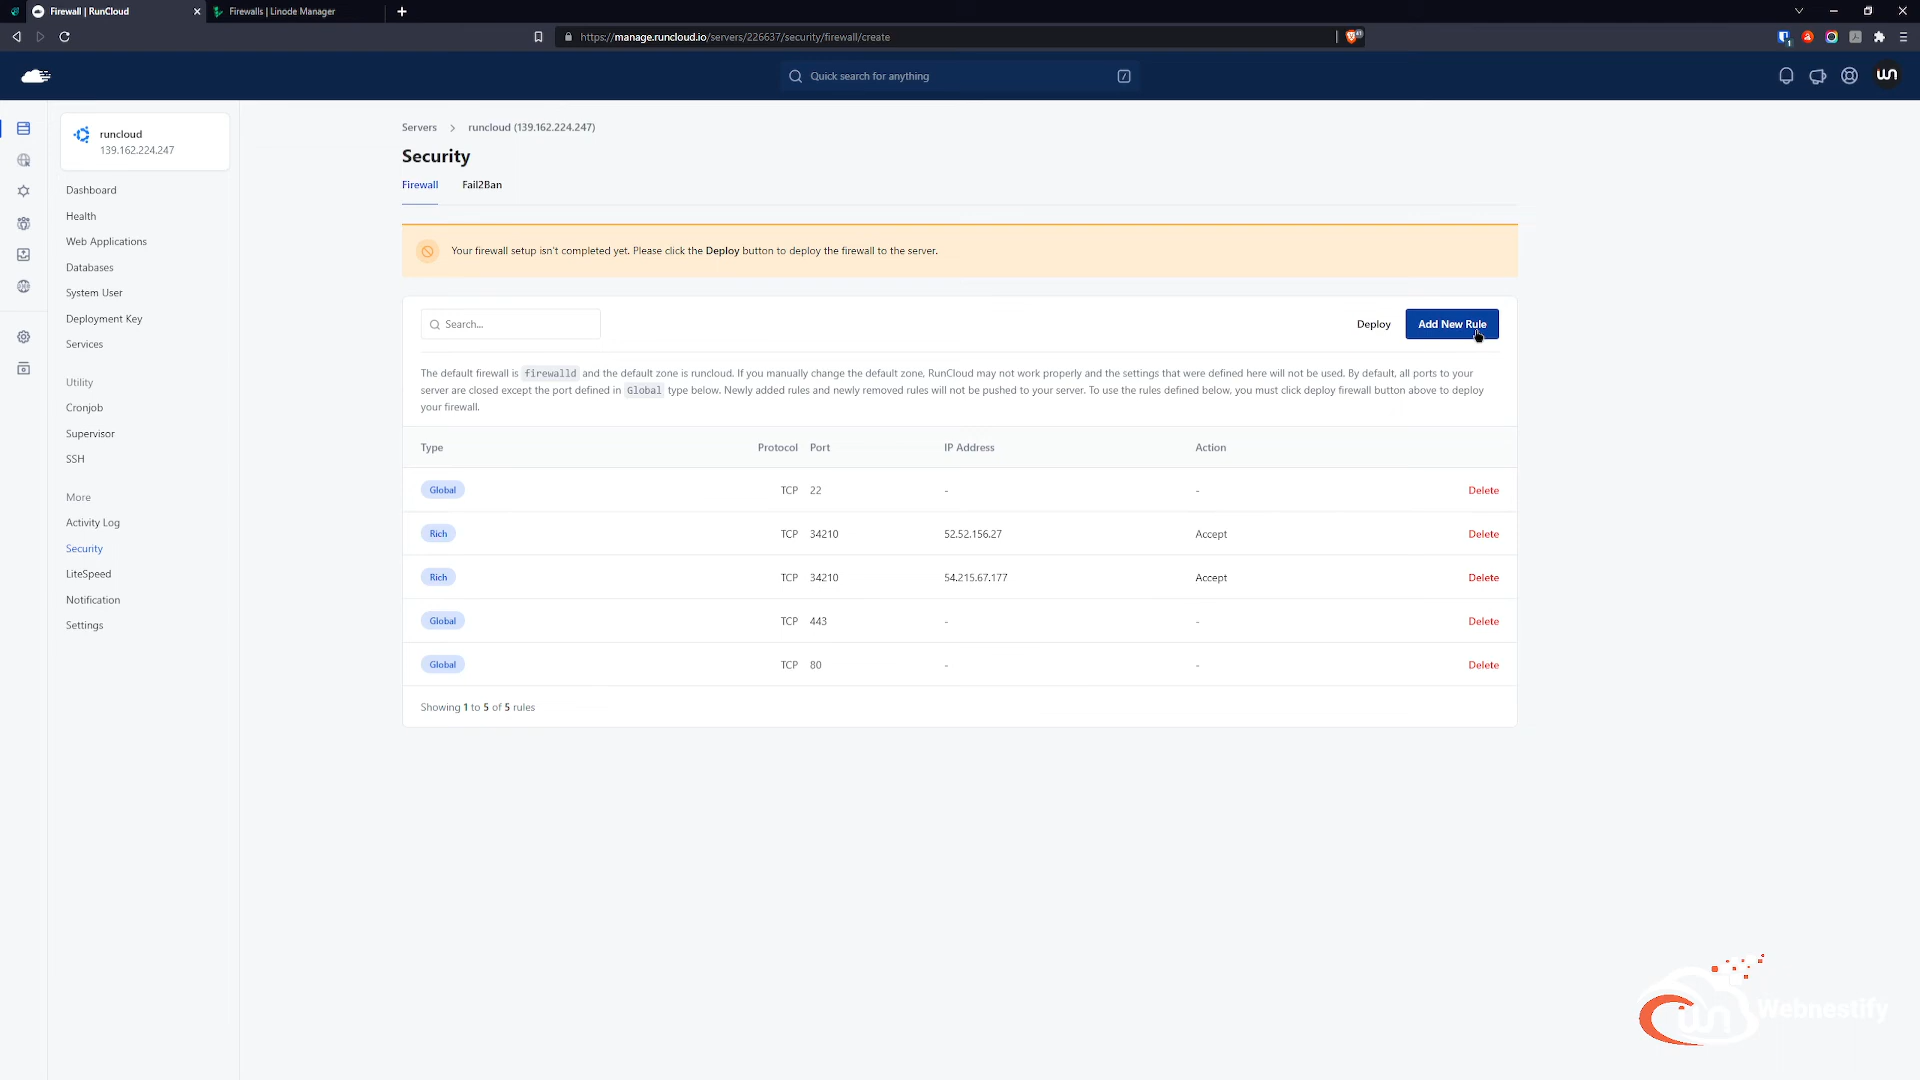 Firewall | RunCloud
Firewalls | Linode Manager
https://manage.runcloud.io/servers/226637/security/firewall/create
Quick search for anything
un
runcloud
139.162.224.247
Dashboard
Health
Web Applications
Databases
System User
Deployment Key
Services
Utility
Cronjob
Supervisor
SSH
More
Activity Log
Security
LiteSpeed
Notification
Settings
Servers > runcloud (139.162.224.247)
Security
Firewall Fail2Ban
Your firewall setup isn't completed yet. Please click the Deploy button to deploy the firewall to the server.
Search...
Deploy
Add New Rule
The default firewall is firewalld and the default zone is runcloud. If you manually change the default zone, RunCloud may not work properly and the settings that were defined here will not be used. By default, all ports to your
server are closed except the port defined in Global type below. Newly added rules and newly removed rules will not be pushed to your server. To use the rules defined below, you must click deploy firewall button above to deploy
your firewall.
Type Protocol Port IP Address Action
Global TCP 22 - - Delete
Rich TCP 34210 52.52.156.27 Accept Delete
Rich TCP 34210 54.215.67.177 Accept Delete
Global TCP 443 - - Delete
Global TCP 80 - - Delete
Showing 1 to 5 of 5 rules
un Webnestify